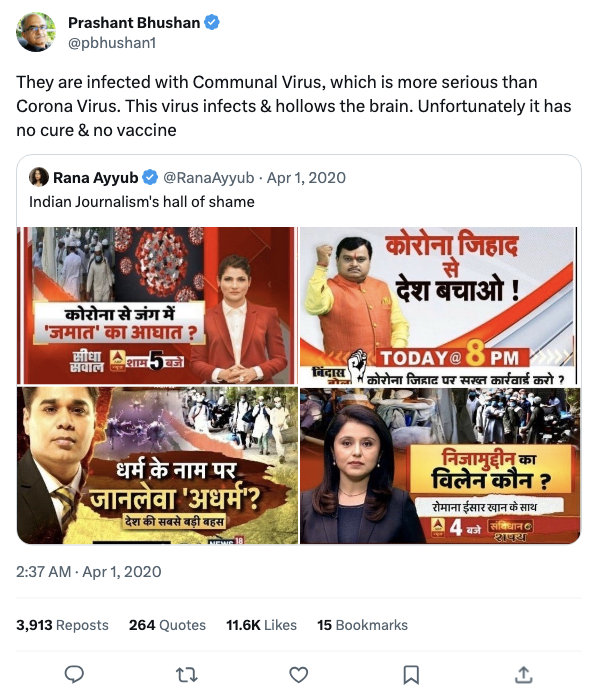 Prashant Bhushan
@pbhushan1
They are infected with Communal Virus, which is more serious than
Corona Virus. This virus infects & hollows the brain. Unfortunately it has
no cure & no vaccine
Rana Ayyub @RanaAyyub · Apr 1, 2020
Indian Journalism's hall of shame
कोरोना से जंग में
'जमात' का आघात ?
सीधा
सवाल
शाम 5 बजे
कोरोना जिहाद
से
देश बचाओ !
TODAY@ 8 PM
बिंदास
बोल
कोरोना जिहाद पर सख्त कार्रवाई करो ?
धर्म के नाम पर
जानलेवा 'अधर्म'?
देश की सबसे बड़ी बहस
NEWS 18
निजामुद्दीन का
विलेन कौन ?
रोमाना ईसार खान के साथ
4 बजे
संविधान की
शपथ
2:37 AM · Apr 1, 2020
3,913 Reposts 264 Quotes 11.6K Likes 15 Bookmarks